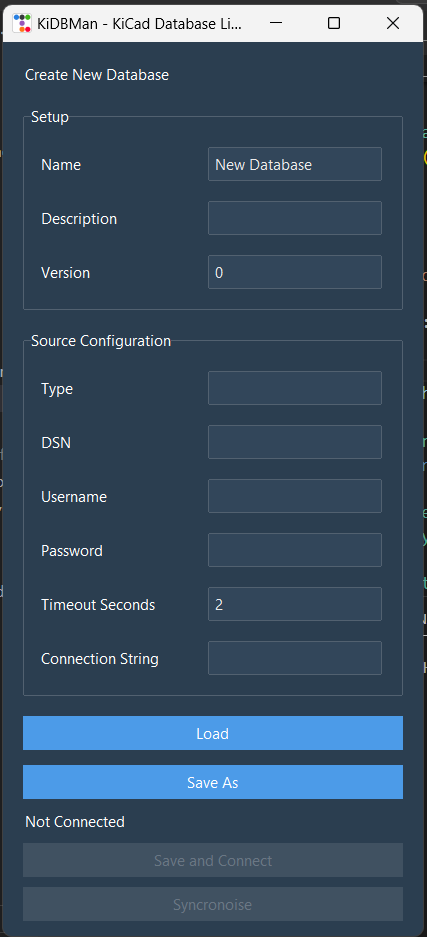 KiDBMan - KiCad Database Li...
Create New Database
Setup
Name New Database
Description
Version 0
Source Configuration
Type
DSN
Username
Password
Timeout Seconds 2
Connection String
Load
Save As
Not Connected
Save and Connect
Syncronoise